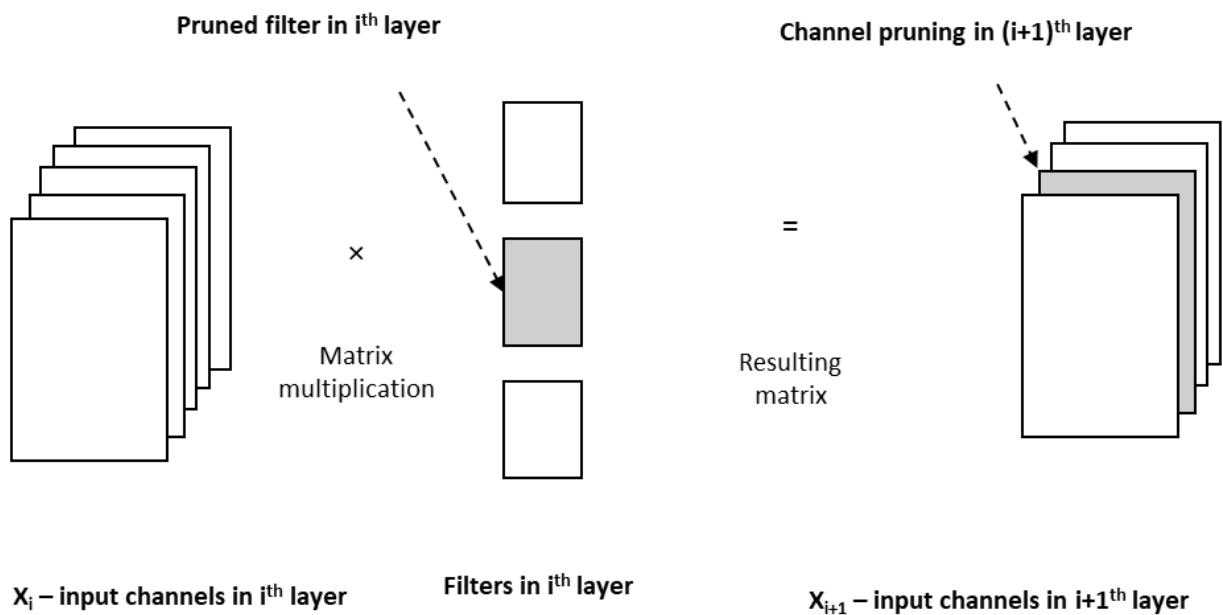 Pruned filter in iᵗʰ layer
Channel pruning in (i+1)ᵗʰ layer
×
=
Matrix
multiplication
Resulting
matrix
Xᵢ – input channels in iᵗʰ layer
Filters in iᵗʰ layer
Xᵢ₊₁ – input channels in i+1ᵗʰ layer